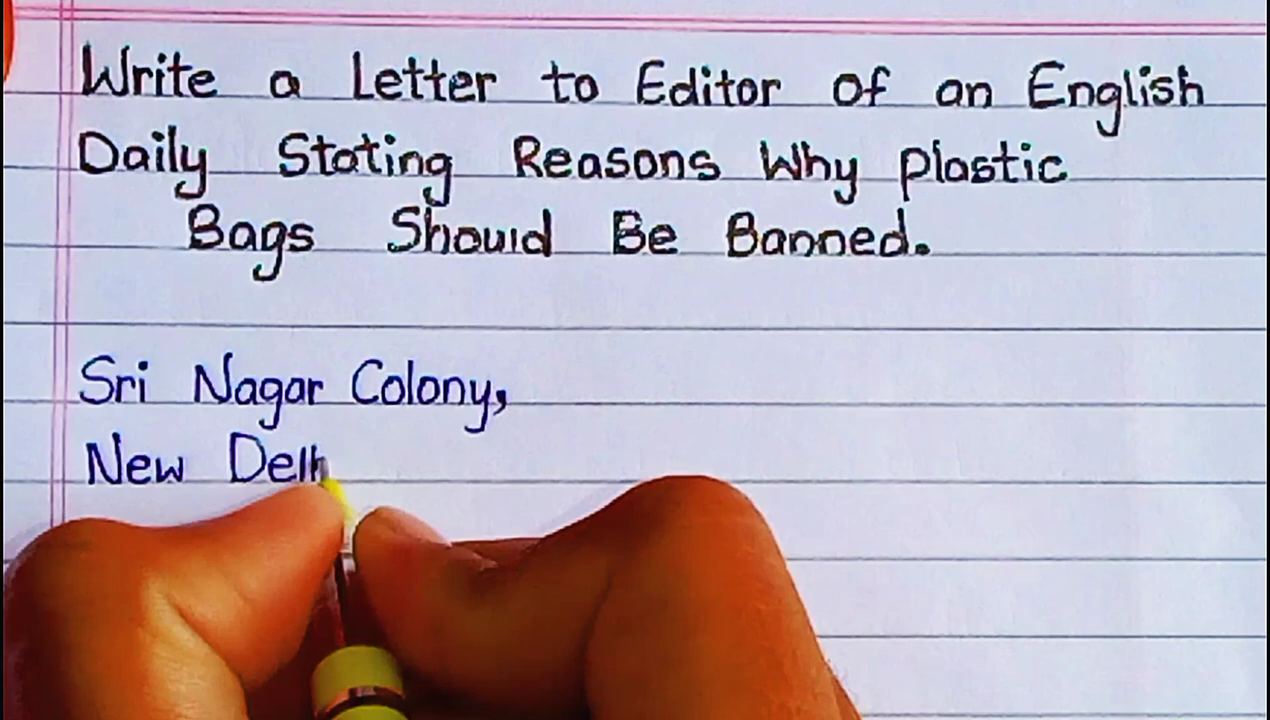 Write a Letter to Editor of an English
Daily Stating Reasons Why plastic
Bags Should Be Banned.
Sri Nagar Colony,
New Delh